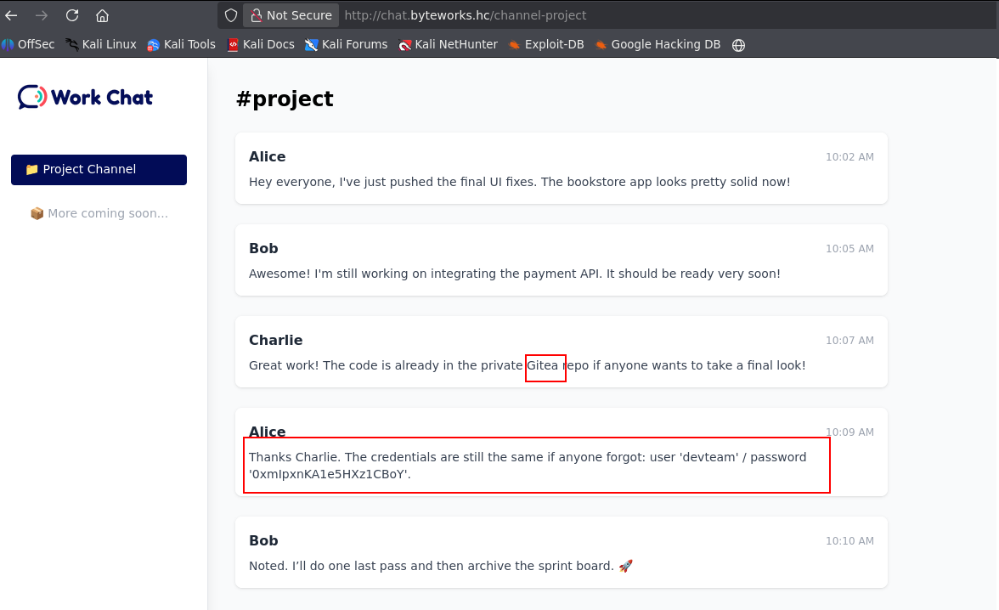 Not Secure http://chat.byteworks.hc/channel-project
OffSec Kali Linux Kali Tools Kali Docs Kali Forums Kali NetHunter Exploit-DB Google Hacking DB
Work Chat
📁 Project Channel
📦 More coming soon...
#project
Alice 10:02 AM
Hey everyone, I've just pushed the final UI fixes. The bookstore app looks pretty solid now!
Bob 10:05 AM
Awesome! I'm still working on integrating the payment API. It should be ready very soon!
Charlie 10:07 AM
Great work! The code is already in the private Gitea repo if anyone wants to take a final look!
Alice 10:09 AM
Thanks Charlie. The credentials are still the same if anyone forgot: user 'devteam' / password
'0xmIpxnKA1e5HXz1CBoY'.
Bob 10:10 AM
Noted. I’ll do one last pass and then archive the sprint board. 🚀